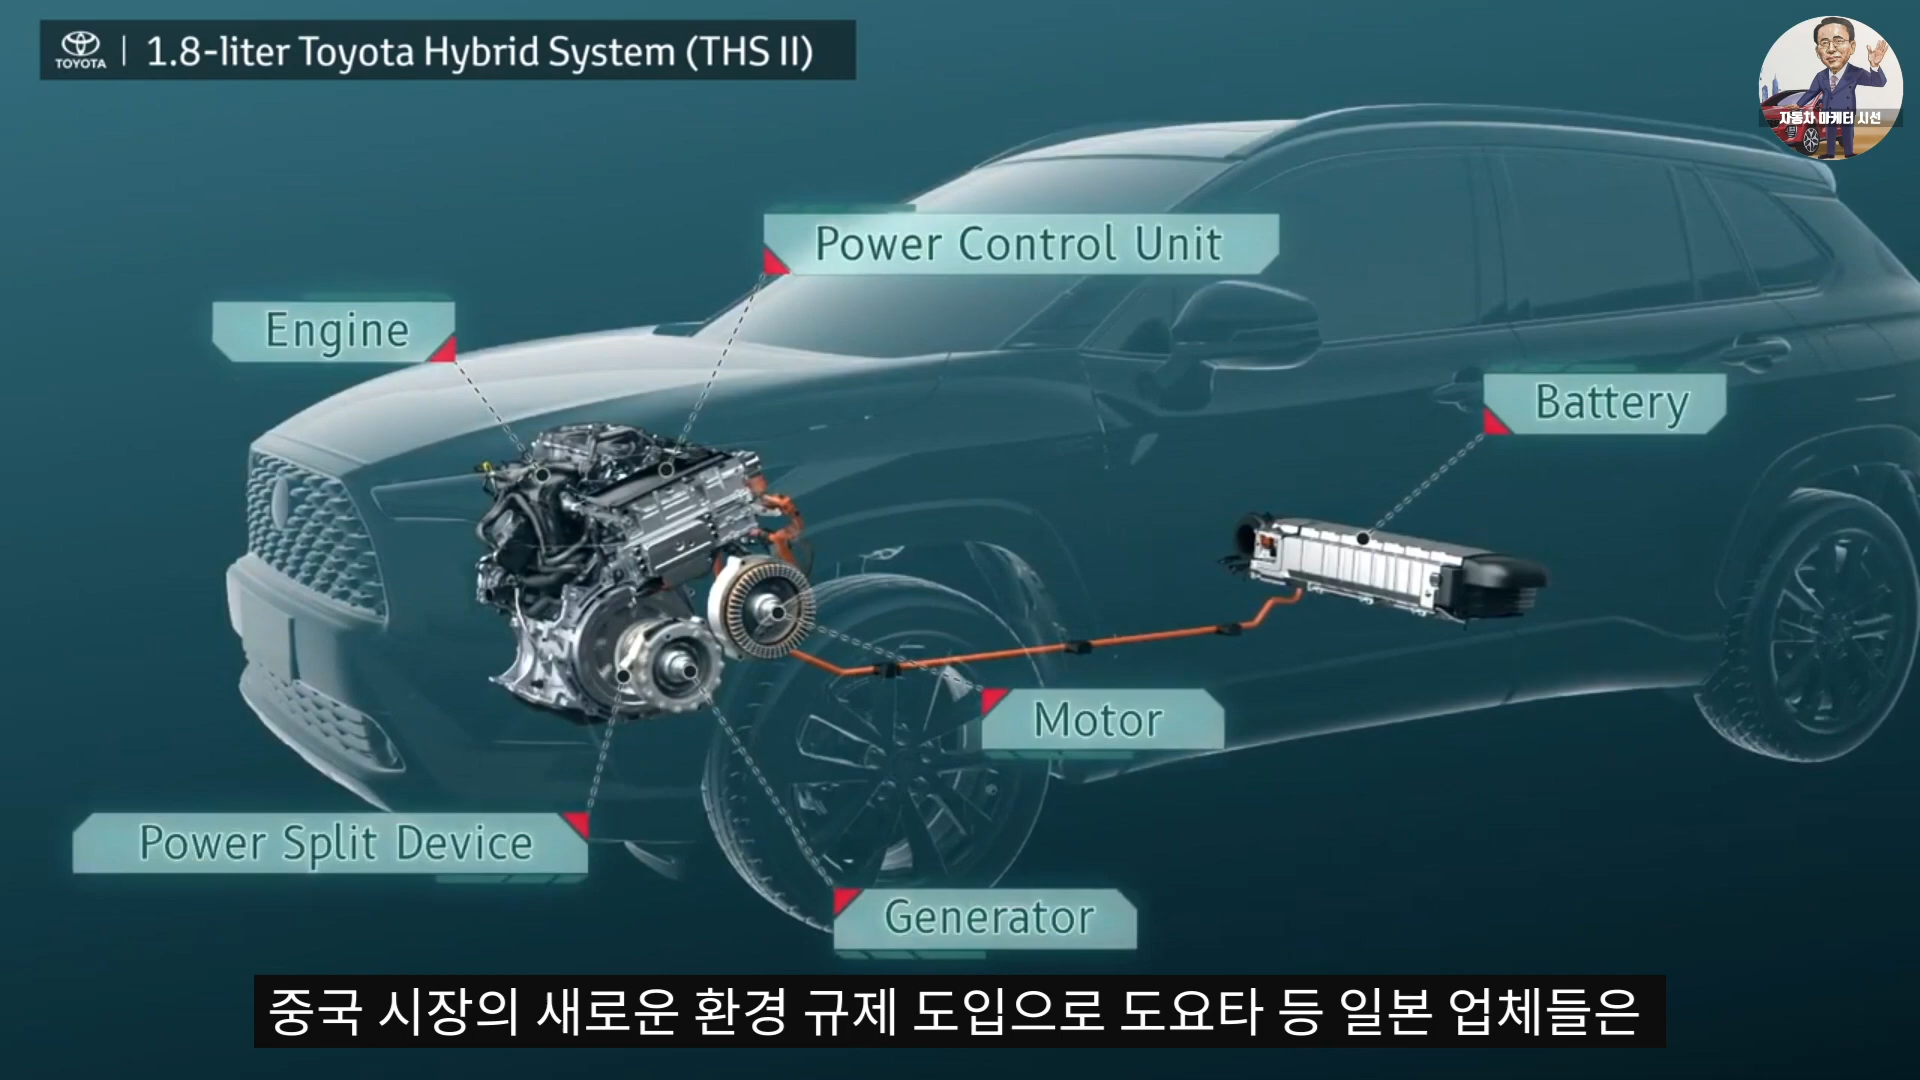 TOYOTA | 1.8-liter Toyota Hybrid System (THS II)
자동차 마케터 시선
Power Control Unit
Engine
Battery
Motor
Power Split Device
Generator
중국 시장의 새로운 환경 규제 도입으로 도요타 등 일본 업체들은